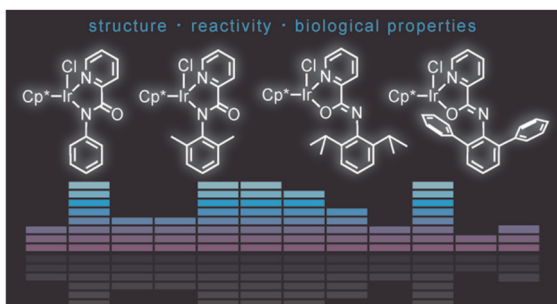 structure · reactivity · biological properties
Cl Cl Cl Cl
N N N N
Cp*-Ir Cp*-Ir Cp*-Ir Cp*-Ir
N O N O O N O N